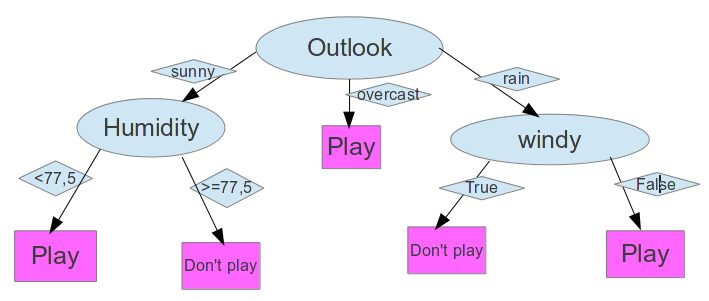 Outlook
sunny
overcast
rain
Humidity
Play
windy
<77,5
>=77,5
True
False
Play
Don't play
Don't play
Play